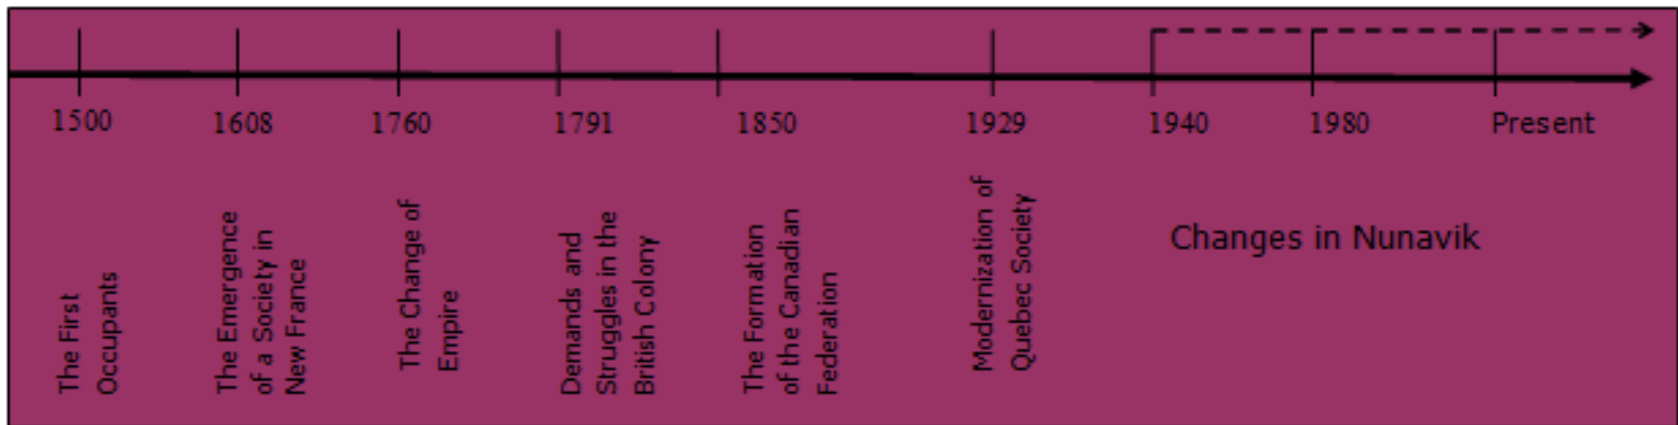 1500
1608
1760
1791
1850
1929
1940
1980
Present
The First
Occupants
The Emergence
of a Society in
New France
The Change of
Empire
Demands and
Struggles in the
British Colony
The Formation
of the Canadian
Federation
Modernization of
Quebec Society
Changes in Nunavik